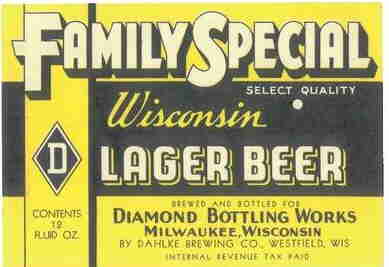 FAMILY SPECIAL
SELECT QUALITY
Wisconsin
D
LAGER BEER
CONTENTS
12
FLUID OZ.
BREWED AND BOTTLED FOR
DIAMOND BOTTLING WORKS
MILWAUKEE, WISCONSIN
BY DAHLKE BREWING CO., WESTFIELD, WIS
INTERNAL REVENUE TAX PAID